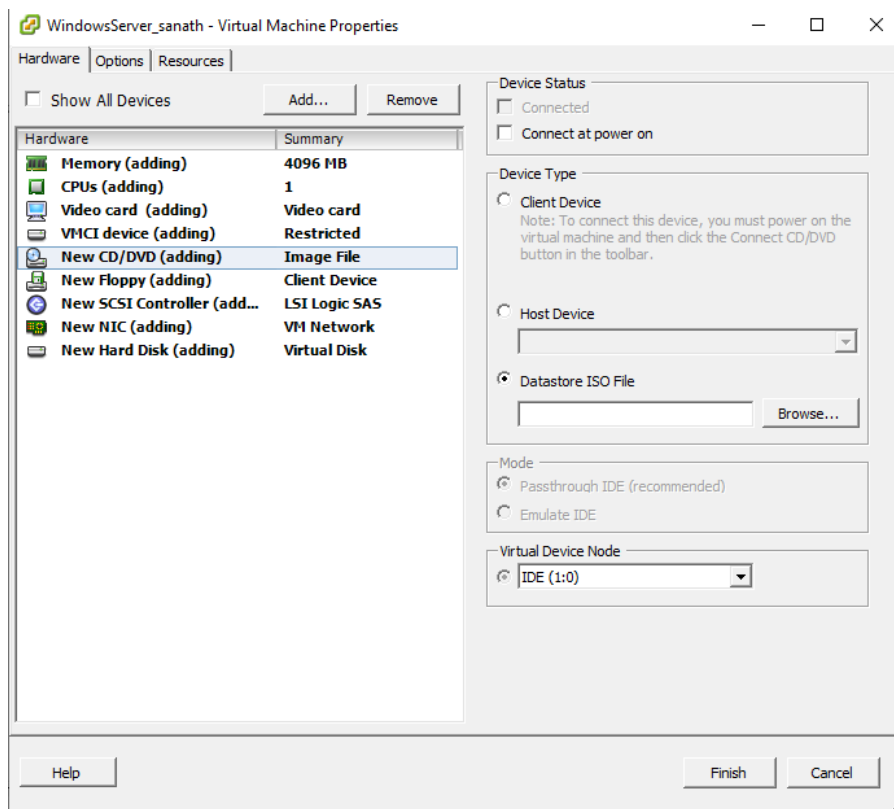 WindowsServer_sanath - Virtual Machine Properties
Hardware Options Resources
Show All Devices
Add...
Remove
Hardware Summary
Memory (adding) 4096 MB
CPUs (adding) 1
Video card (adding) Video card
VMCI device (adding) Restricted
New CD/DVD (adding) Image File
New Floppy (adding) Client Device
New SCSI Controller (add... LSI Logic SAS
New NIC (adding) VM Network
New Hard Disk (adding) Virtual Disk
Device Status
Connected
Connect at power on
Device Type
Client Device
Note: To connect this device, you must power on the
virtual machine and then click the Connect CD/DVD
button in the toolbar.
Host Device
Datastore ISO File
Browse...
Mode
Passthrough IDE (recommended)
Emulate IDE
Virtual Device Node
IDE (1:0)
Help
Finish
Cancel